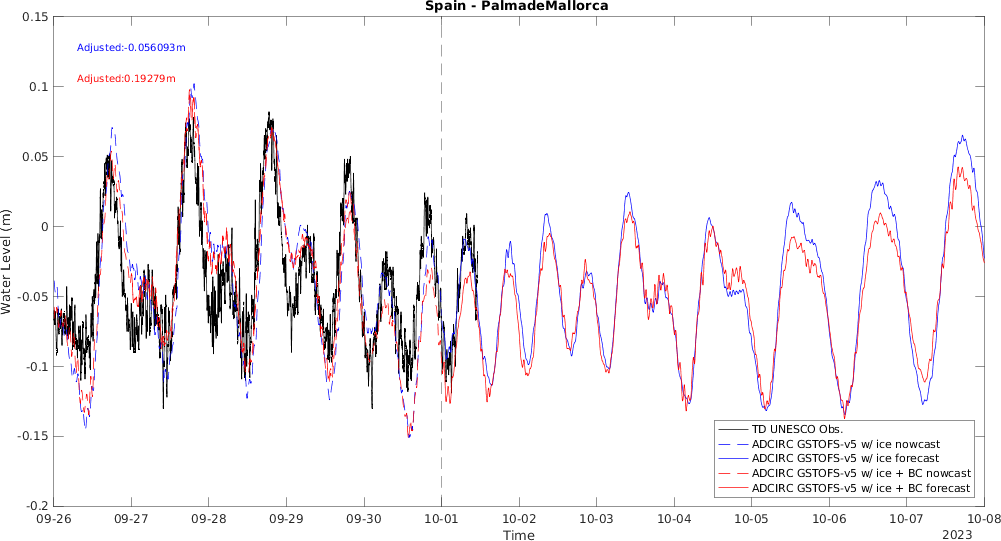 Spain - PalmadeMallorca
0.15
0.1
0.05
0
-0.05
-0.1
-0.15
-0.2
Water Level (m)
Adjusted:-0.056093m
Adjusted:0.19279m
TD UNESCO Obs.
ADCIRC GSTOFS-v5 w/ ice nowcast
ADCIRC GSTOFS-v5 w/ ice forecast
ADCIRC GSTOFS-v5 w/ ice + BC nowcast
ADCIRC GSTOFS-v5 w/ ice + BC forecast
09-26 09-27 09-28 09-29 09-30 10-01 10-02 10-03 10-04 10-05 10-06 10-07 10-08
Time
2023